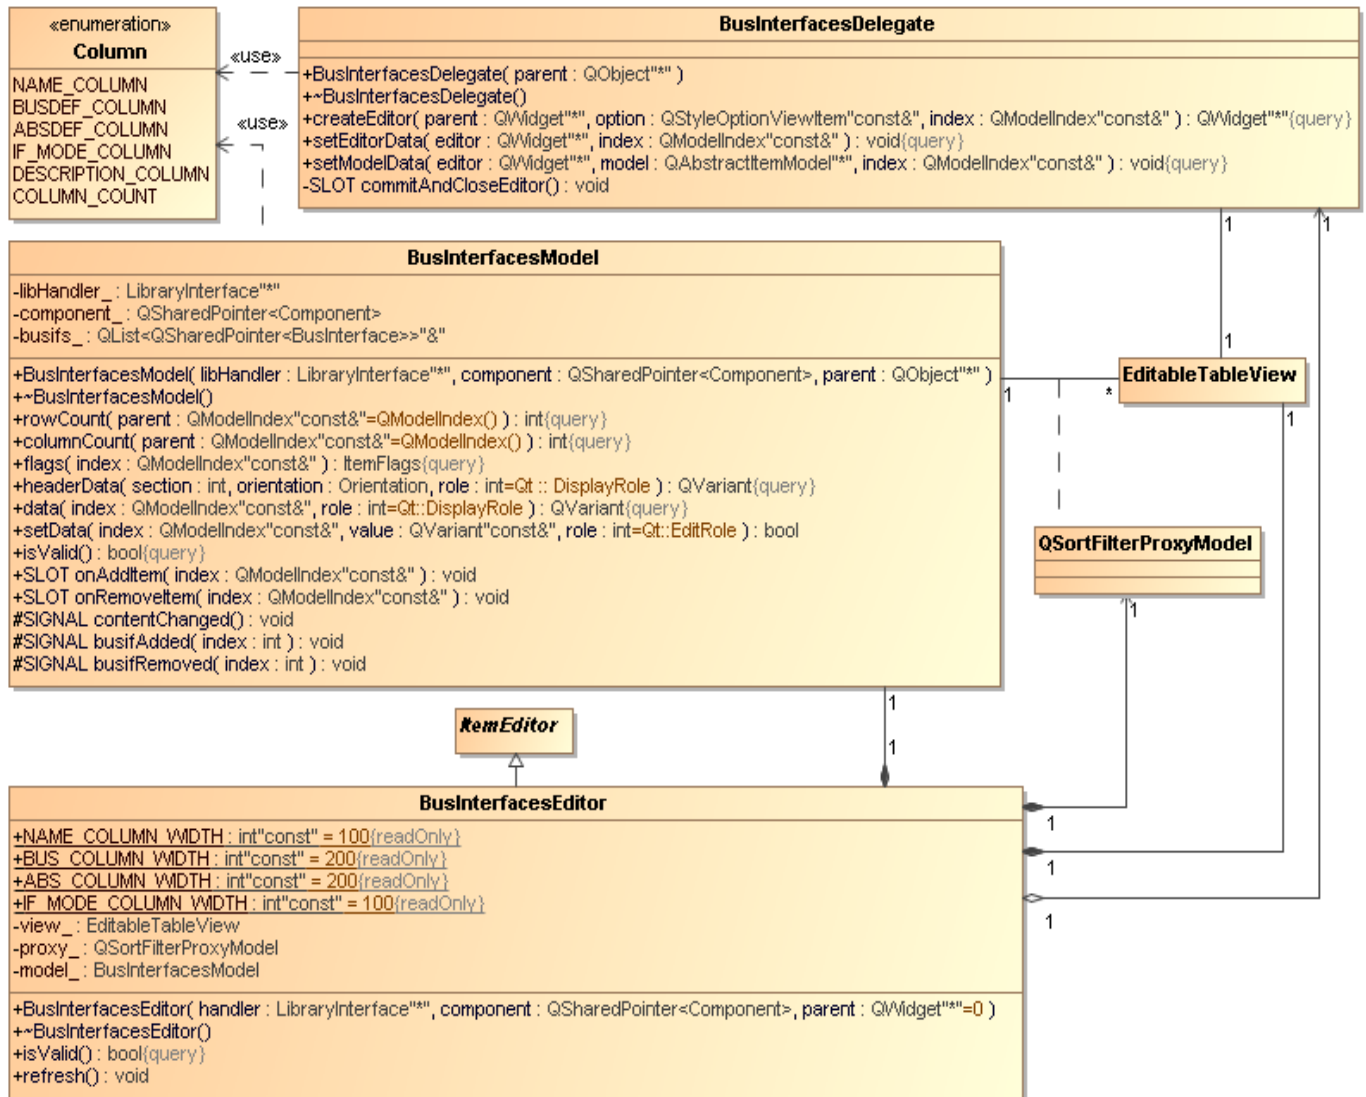 «enumeration»
Column
NAME_COLUMN
BUSDEF_COLUMN
ABSDEF_COLUMN
IF_MODE_COLUMN
DESCRIPTION_COLUMN
COLUMN_COUNT
«use»
«use»
BusInterfacesDelegate
+BusInterfacesDelegate( parent : QObject"*" )
+~BusInterfacesDelegate()
+createEditor( parent : QWidget"*", option : QStyleOptionViewItem"const&", index : QModelIndex"const&" ) : QWidget"*"{query}
+setEditorData( editor : QWidget"*", index : QModelIndex"const&" ) : void{query}
+setModelData( editor : QWidget"*", model : QAbstractItemModel"*", index : QModelIndex"const&" ) : void{query}
-SLOT commitAndCloseEditor() : void
1
1
BusInterfacesModel
-libHandler_ : LibraryInterface"*"
-component_ : QSharedPointer<Component>
-busifs_ : QList<QSharedPointer<BusInterface>>"&"
+BusInterfacesModel( libHandler : LibraryInterface"*", component : QSharedPointer<Component>, parent : QObject"*" )
+~BusInterfacesModel()
+rowCount( parent : QModelIndex"const&"=QModelIndex() ) : int{query}
+columnCount( parent : QModelIndex"const&"=QModelIndex() ) : int{query}
+flags( index : QModelIndex"const&" ) : ItemFlags{query}
+headerData( section : int, orientation : Orientation, role : int=Qt :: DisplayRole ) : QVariant{query}
+data( index : QModelIndex"const&", role : int=Qt::DisplayRole ) : QVariant{query}
+setData( index : QModelIndex"const&", value : QVariant"const&", role : int=Qt::EditRole ) : bool
+isValid() : bool{query}
+SLOT onAddItem( index : QModelIndex"const&" ) : void
+SLOT onRemoveItem( index : QModelIndex"const&" ) : void
#SIGNAL contentChanged() : void
#SIGNAL busifAdded( index : int ) : void
#SIGNAL busifRemoved( index : int ) : void
1
EditableTableView
1
*
1
QSortFilterProxyModel
1
1
1
ItemEditor
BusInterfacesEditor
+NAME_COLUMN_WIDTH : int"const" = 100{readOnly}
+BUS_COLUMN_WIDTH : int"const" = 200{readOnly}
+ABS_COLUMN_WIDTH : int"const" = 200{readOnly}
+IF_MODE_COLUMN_WIDTH : int"const" = 100{readOnly}
-view_ : EditableTableView
-proxy_ : QSortFilterProxyModel
-model_ : BusInterfacesModel
+BusInterfacesEditor( handler : LibraryInterface"*", component : QSharedPointer<Component>, parent : QWidget"*"=0 )
+~BusInterfacesEditor()
+isValid() : bool{query}
+refresh() : void
1
1
1